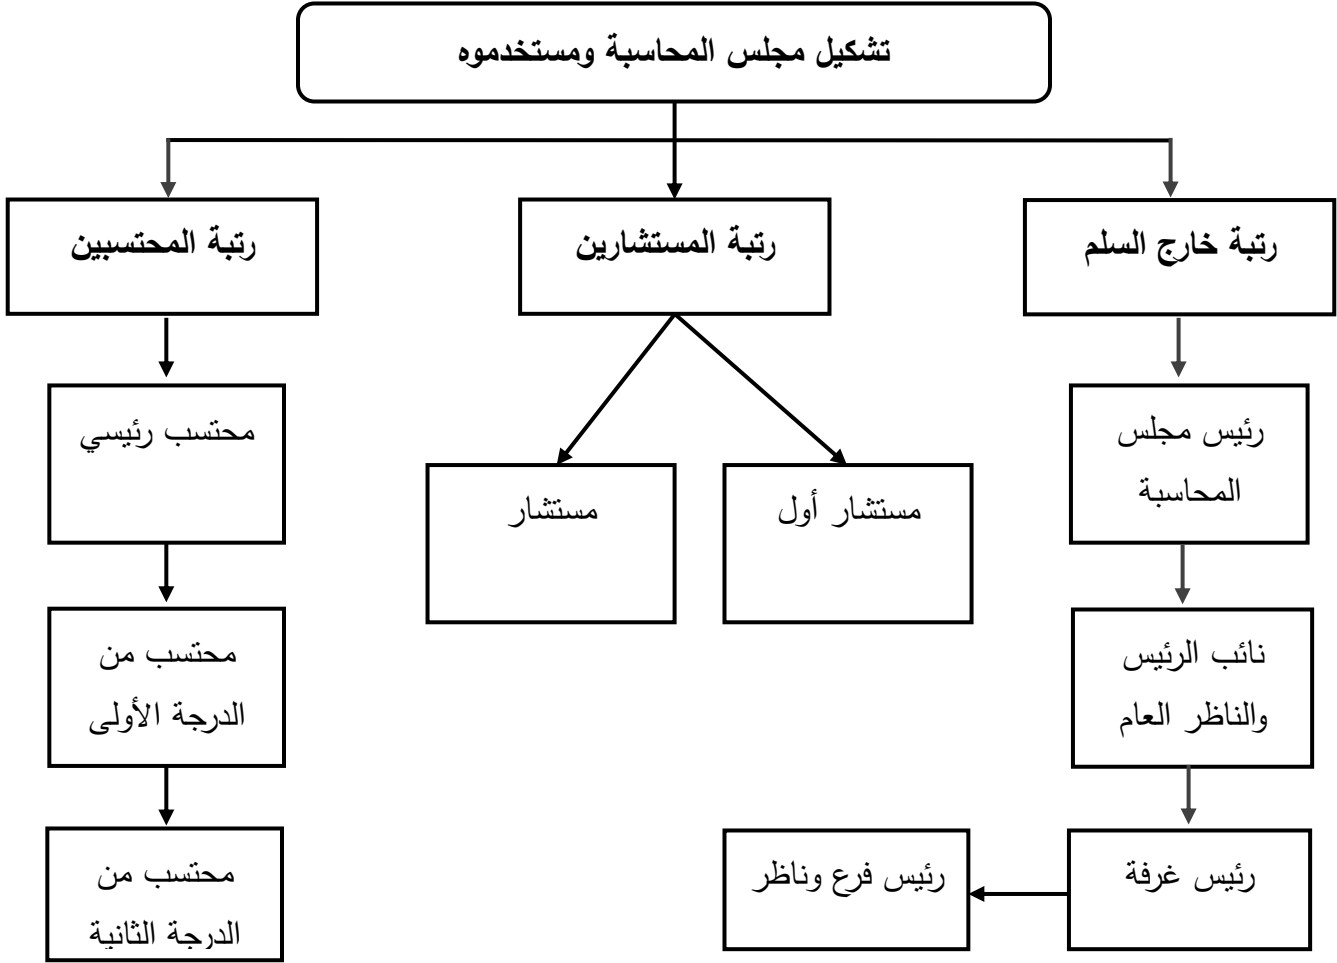 تشكيل مجلس المحاسبة ومستخدموه
رتبة خارج السلم
رتبة المستشارين
رتبة المحتسبين
رئيس مجلس
المحاسبة
نائب الرئيس
والناظر العام
رئيس غرفة
رئيس فرع وناظر
مستشار أول
مستشار
محتسب رئيسي
محتسب من
الدرجة الأولى
محتسب من
الدرجة الثانية